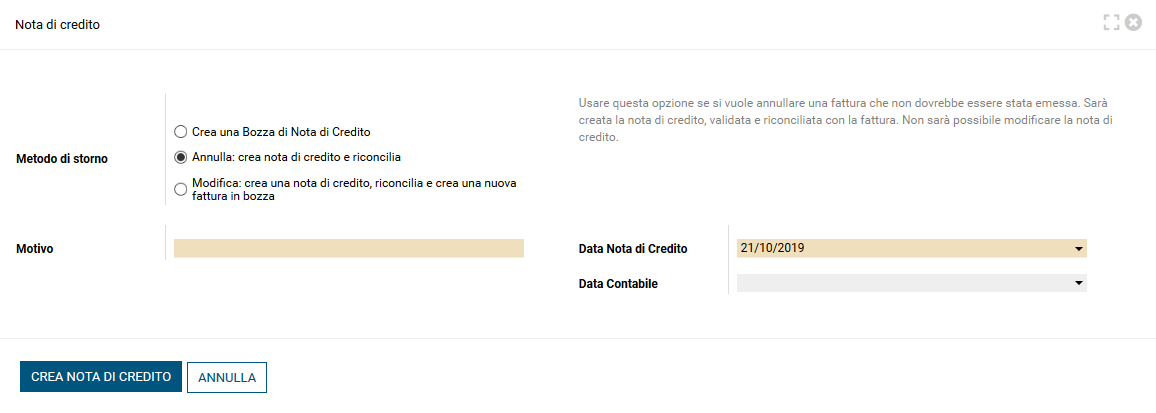 Nota di credito
Usare questa opzione se si vuole annullare una fattura che non dovrebbe essere stata emessa. Sarà
creata la nota di credito, validata e riconciliata con la fattura. Non sarà possibile modificare la nota di
credito.
Metodo di storno
Crea una Bozza di Nota di Credito
Annulla: crea nota di credito e riconcilia
Modifica: crea una nota di credito, riconcilia e crea una nuova
fattura in bozza
Motivo
Data Nota di Credito
21/10/2019
Data Contabile
CREA NOTA DI CREDITO
ANNULLA